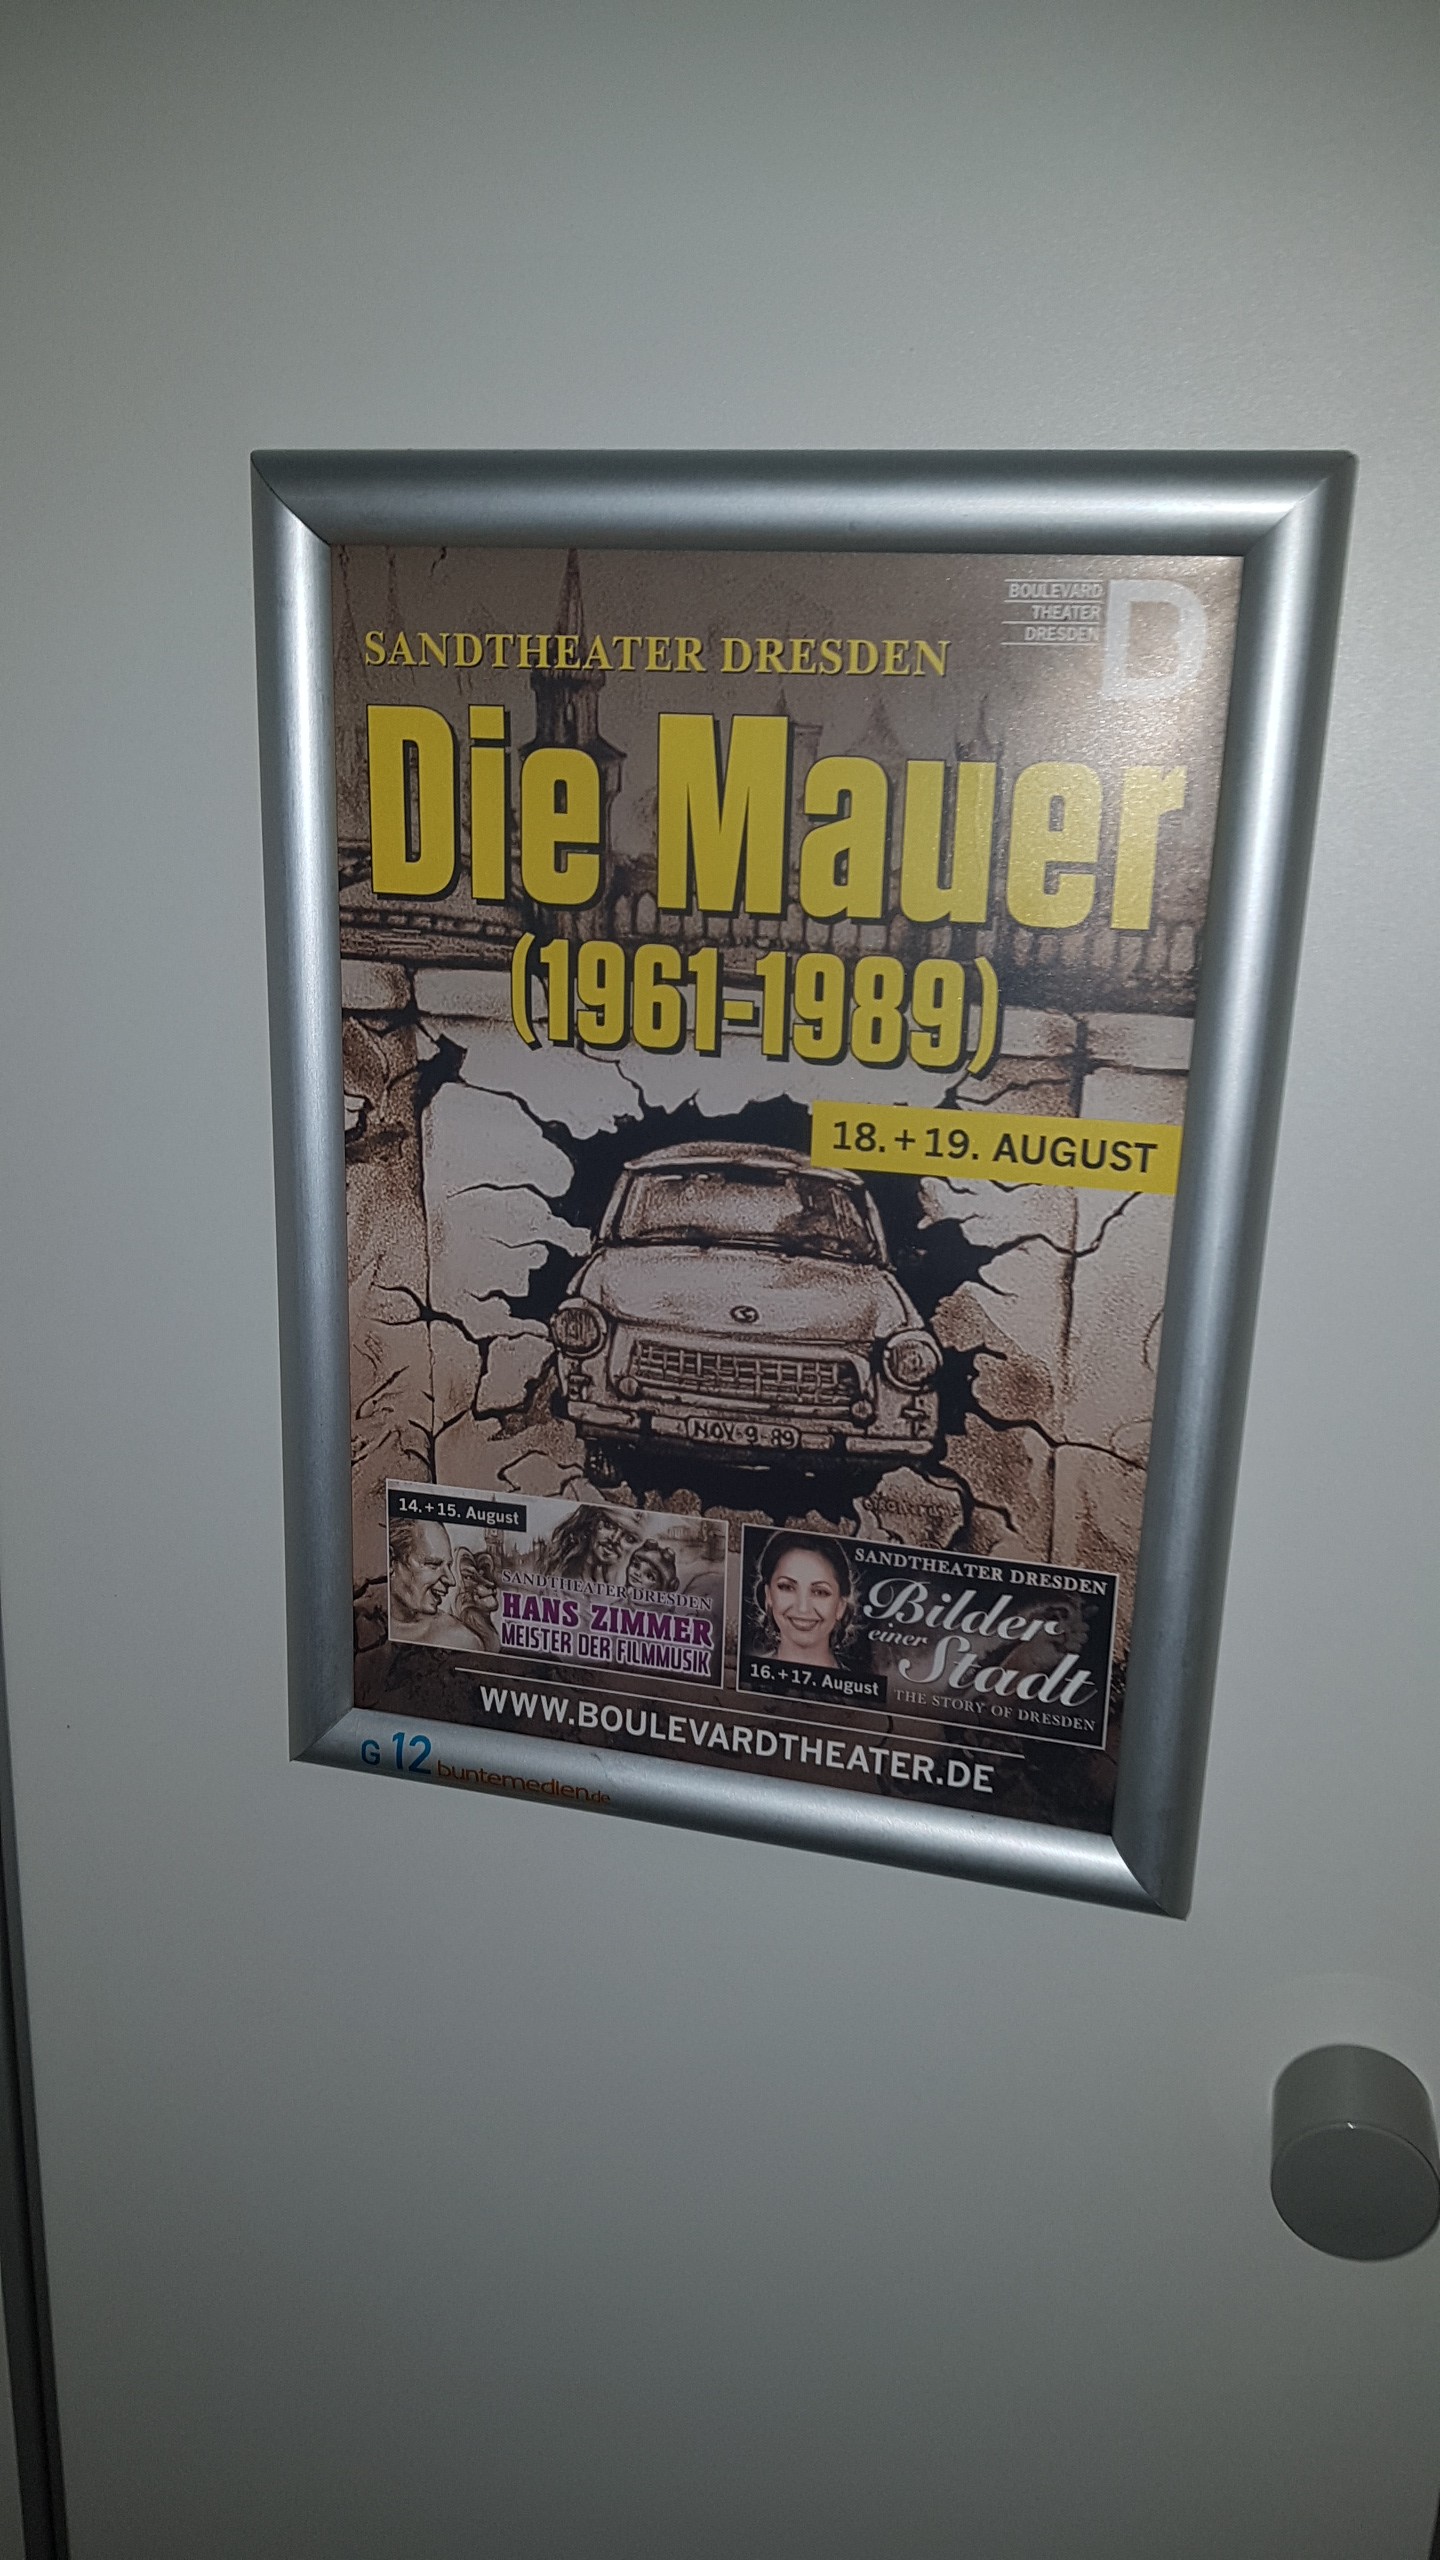 BOULEVARD
THEATER
DRESDEN
D
SANDTHEATER DRESDEN
Die Mauer
(1961-1989)
18.+19. AUGUST
NOV-9-89
14.+15. August
SANDTHEATER DRESDEN
HANS ZIMMER
MEISTER DER FILMMUSIK
SANDTHEATER DRESDEN
Bilder
einer
Stadt
16.+17. August
THE STORY OF DRESDEN
WWW.BOULEVARDTHEATER.DE
G 12 buntemedien.de